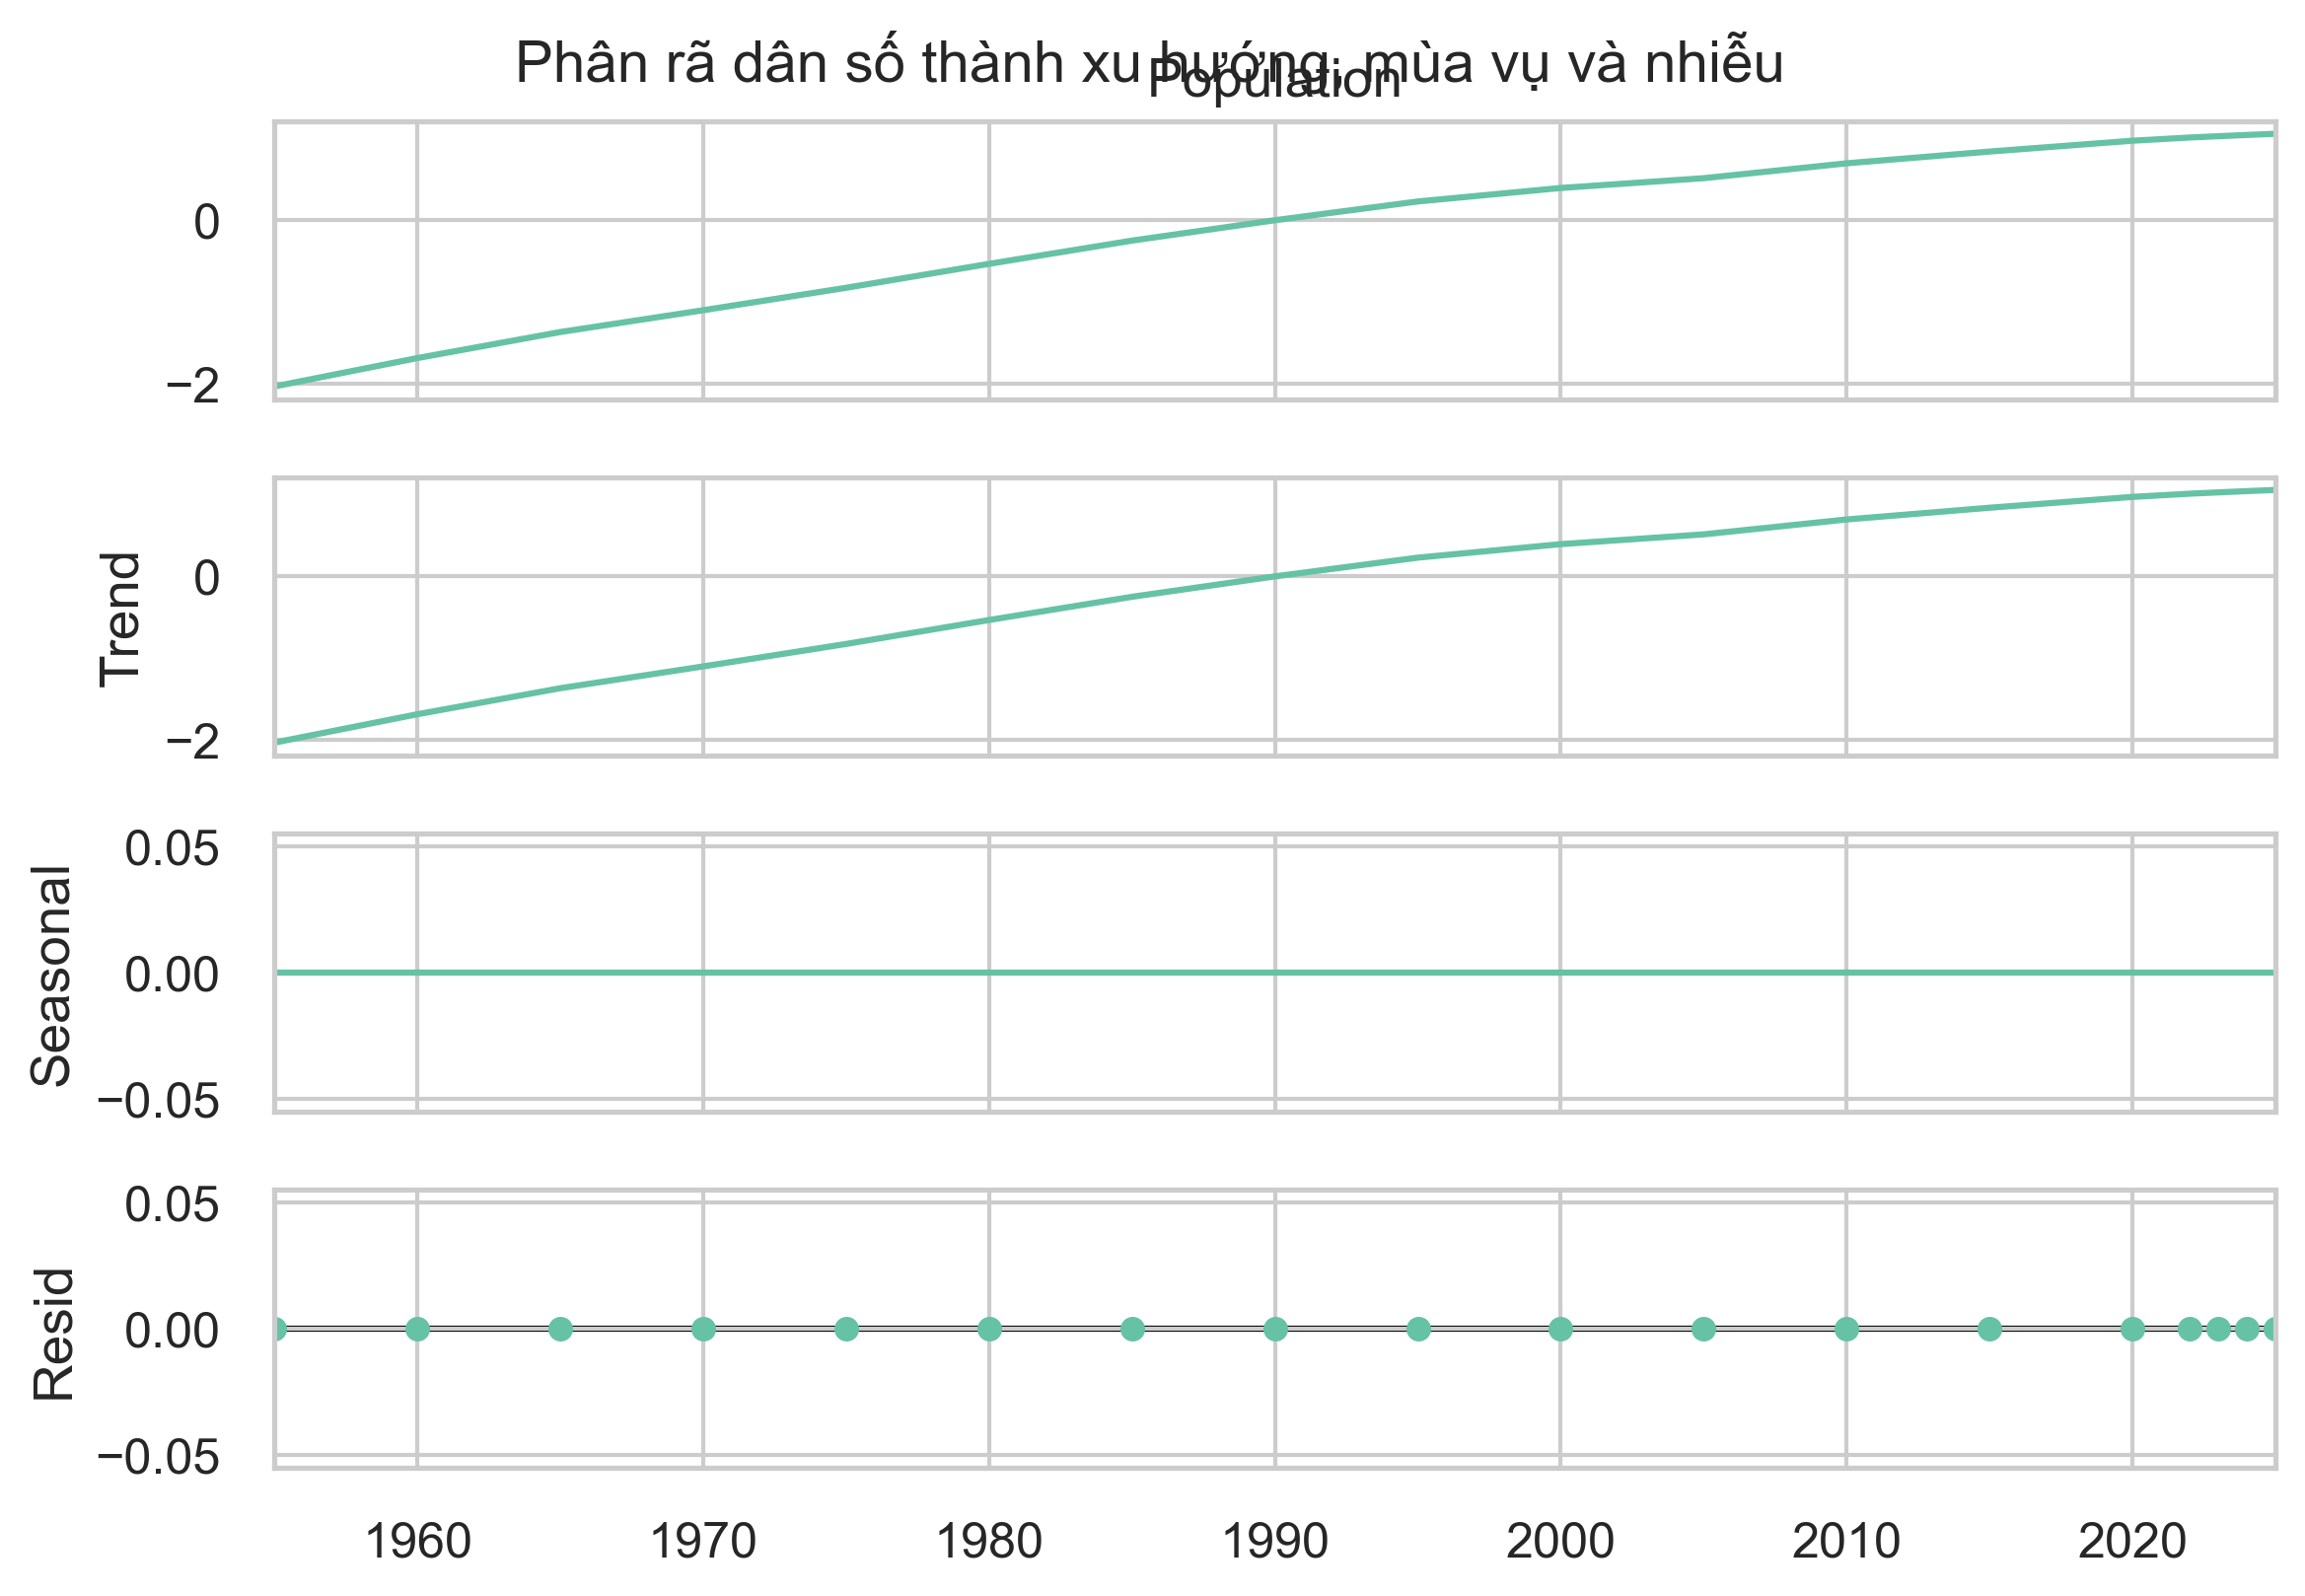 Phân rã dân số thành xu hướng, mùa vụ và nhiễu
Population
0
−2
Trend
0
−2
Seasonal
0.05
0.00
−0.05
Resid
0.05
0.00
−0.05
1960 1970 1980 1990 2000 2010 2020